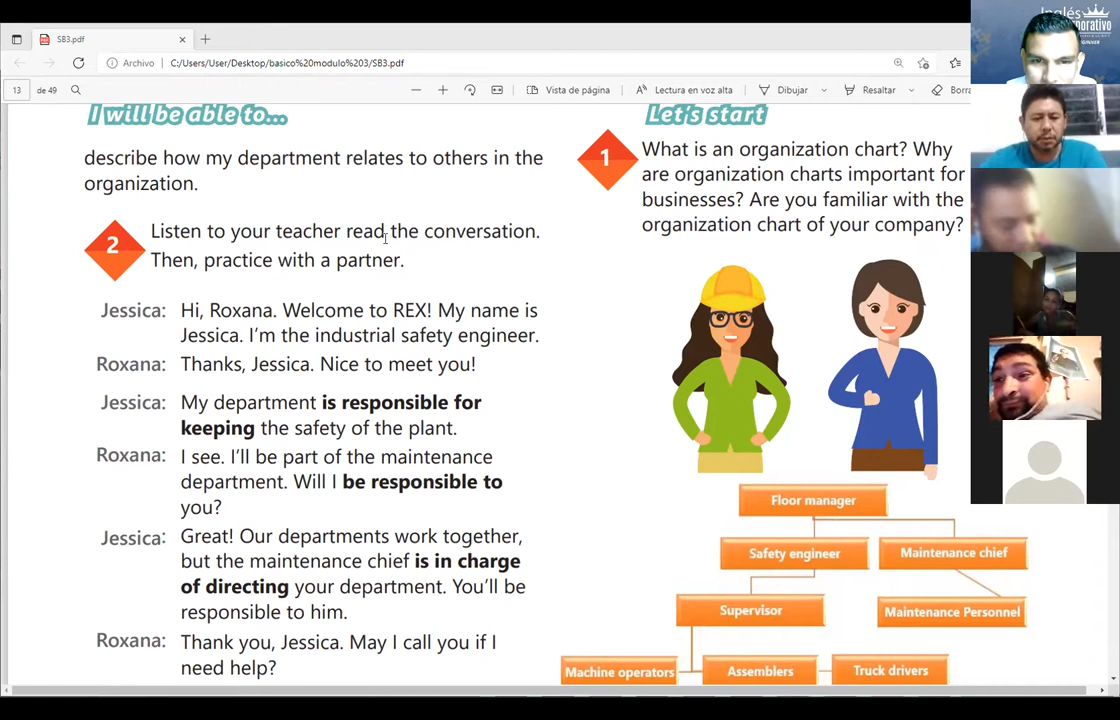 SB3.pdf
Archivo
C:/Users/User/Desktop/basico%20modulo%203/SB3.pdf
13
de 49
Vista de página
Lectura en voz alta
Dibujar
Resaltar
Borra
Inglés
orporativo
I will be able to...
describe how my department relates to others in the
organization.
2
Listen to your teacher read the conversation.
Then, practice with a partner.
Jessica: Hi, Roxana. Welcome to REX! My name is
Jessica. I'm the industrial safety engineer.
Roxana: Thanks, Jessica. Nice to meet you!
Jessica: My department is responsible for
keeping the safety of the plant.
Roxana: I see. I'll be part of the maintenance
department. Will I be responsible to
you?
Jessica: Great! Our departments work together,
but the maintenance chief is in charge
of directing your department. You'll be
responsible to him.
Roxana: Thank you, Jessica. May I call you if I
need help?
Let's start
1
What is an organization chart? Why
are organization charts important for
businesses? Are you familiar with the
organization chart of your company?
Floor manager
Safety engineer
Maintenance chief
Supervisor
Maintenance Personnel
Machine operators
Assemblers
Truck drivers